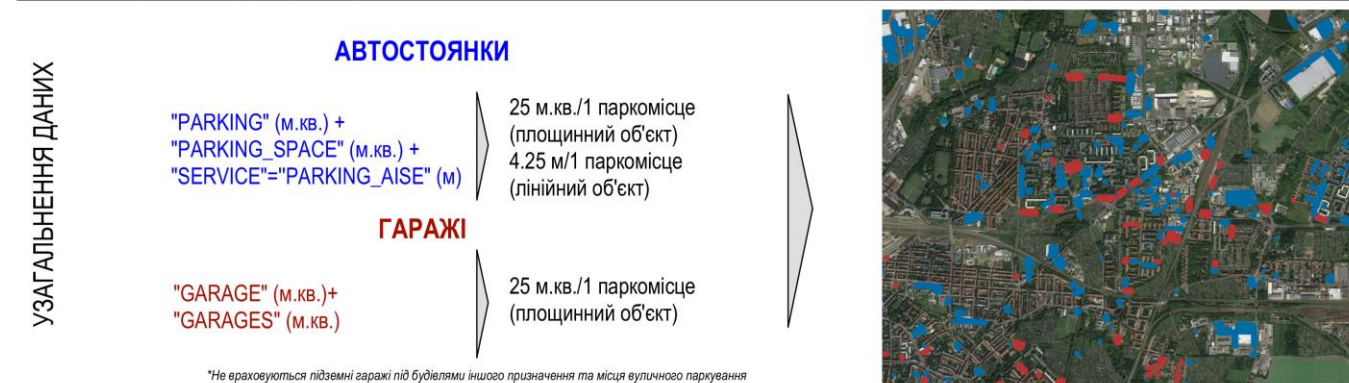 УЗАГАЛЬНЕННЯ ДАНИХ
АВТОСТОЯНКИ
"PARKING" (м.кв.) +
"PARKING_SPACE" (м.кв.) +
"SERVICE"="PARKING_AISE" (м)
25 м.кв./1 паркомісце
(площинний об'єкт)
4.25 м/1 паркомісце
(лінійний об'єкт)
ГАРАЖІ
"GARAGE" (м.кв.)+
"GARAGES" (м.кв.)
25 м.кв./1 паркомісце
(площинний об'єкт)
*Не враховуються підземні гаражі під будівлями іншого призначення та місця вуличного паркування